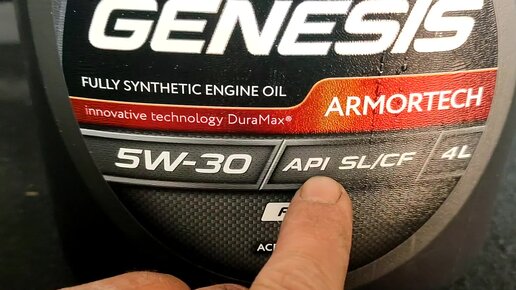 GENESIS
FULLY SYNTHETIC ENGINE OIL
ARMORTECH
innovative technology DuraMax®
5W-30 API SL/CF 4L